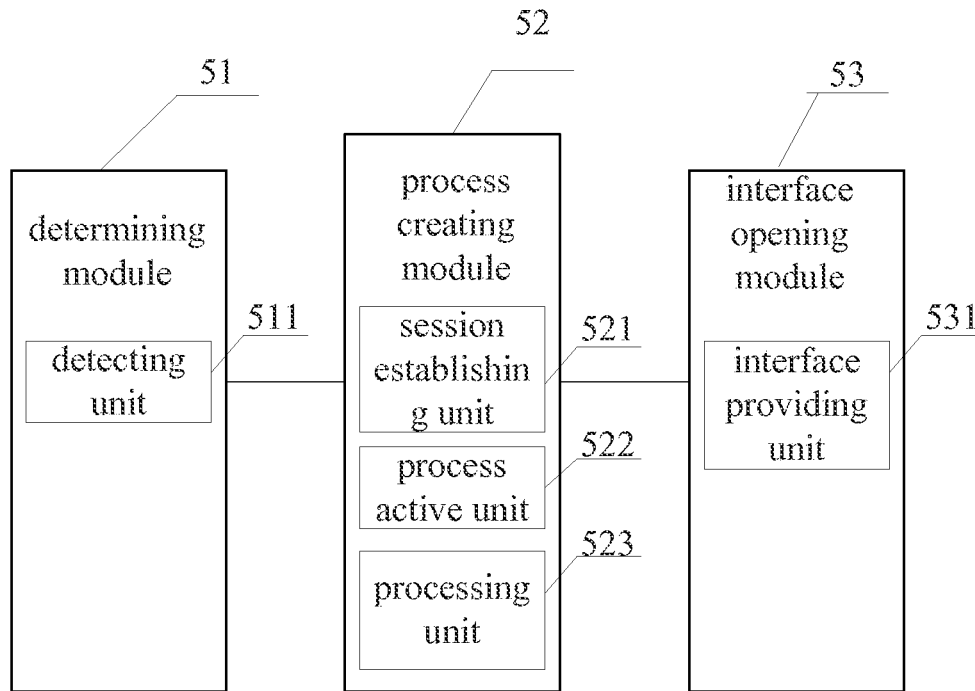 52
51
53
determining
module
511
detecting
unit
process
creating
module
session
establishin
g unit
521
process
active unit
522
processing
unit
523
interface
opening
module
interface
providing
unit
531